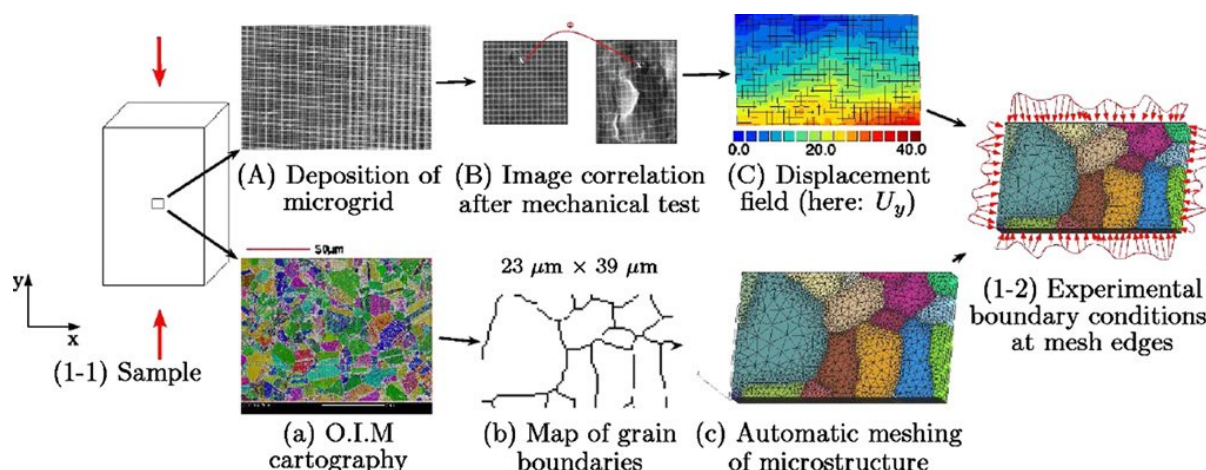 (A) Deposition of
microgrid
(B) Image correlation
after mechanical test
0.0 20.0 40.0
(C) Displacement
field (here: U_y)
y
x
(1-1) Sample
50μm
(a) O.I.M
cartography
23 μm × 39 μm
(b) Map of grain
boundaries
(c) Automatic meshing
of microstructure
(1-2) Experimental
boundary conditions
at mesh edges